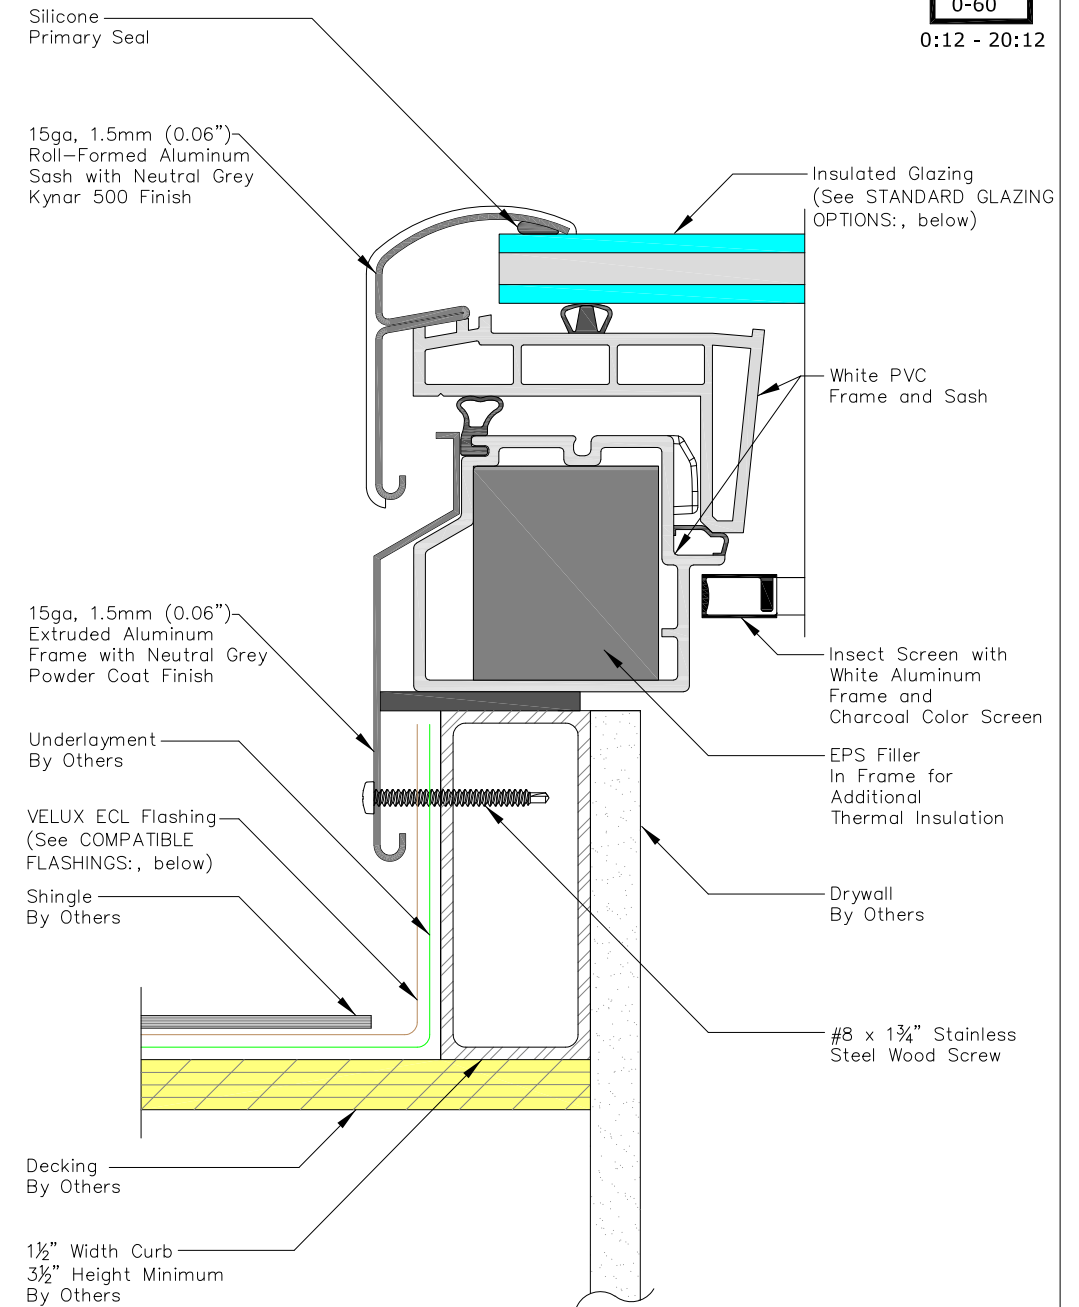 Silicone
Primary Seal
0-60
0:12 - 20:12
15ga, 1.5mm (0.06")
Roll-Formed Aluminum
Sash with Neutral Grey
Kynar 500 Finish
Insulated Glazing
(See STANDARD GLAZING
OPTIONS:, below)
White PVC
Frame and Sash
15ga, 1.5mm (0.06")
Extruded Aluminum
Frame with Neutral Grey
Powder Coat Finish
Insect Screen with
White Aluminum
Frame and
Charcoal Color Screen
Underlayment
By Others
EPS Filler
In Frame for
Additional
Thermal Insulation
VELUX ECL Flashing
(See COMPATIBLE
FLASHINGS:, below)
Shingle
By Others
Drywall
By Others
#8 x 1¾" Stainless
Steel Wood Screw
Decking
By Others
1½" Width Curb
3½" Height Minimum
By Others